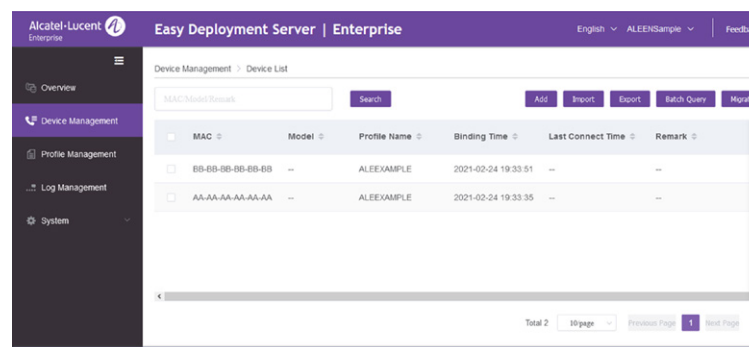 Alcatel·Lucent
Enterprise
Easy Deployment Server | Enterprise
English
ALEENSample
Feedb
Device Management > Device List
MAC/Model/Remark
Search
Add
Import
Export
Batch Query
Migrat
Overview
Device Management
Profile Management
Log Management
System
MAC Model Profile Name Binding Time Last Connect Time Remark
BB-BB-BB-BB-BB-BB -- ALEEXAMPLE 2021-02-24 19:33:51 -- --
AA-AA-AA-AA-AA-AA -- ALEEXAMPLE 2021-02-24 19:33:35 -- --
Total 2 10/page Previous Page 1 Next Page